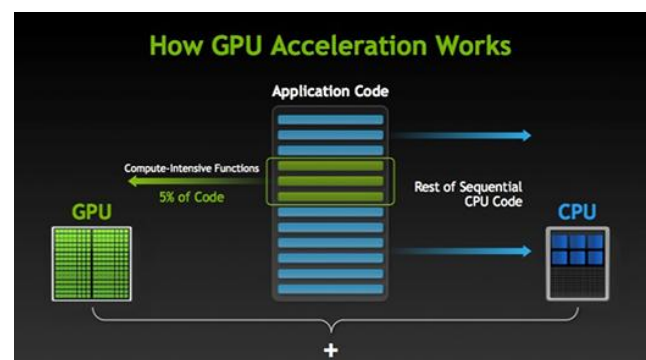 How GPU Acceleration Works
Application Code
Compute-Intensive Functions
5% of Code
Rest of Sequential
CPU Code
GPU
CPU
+